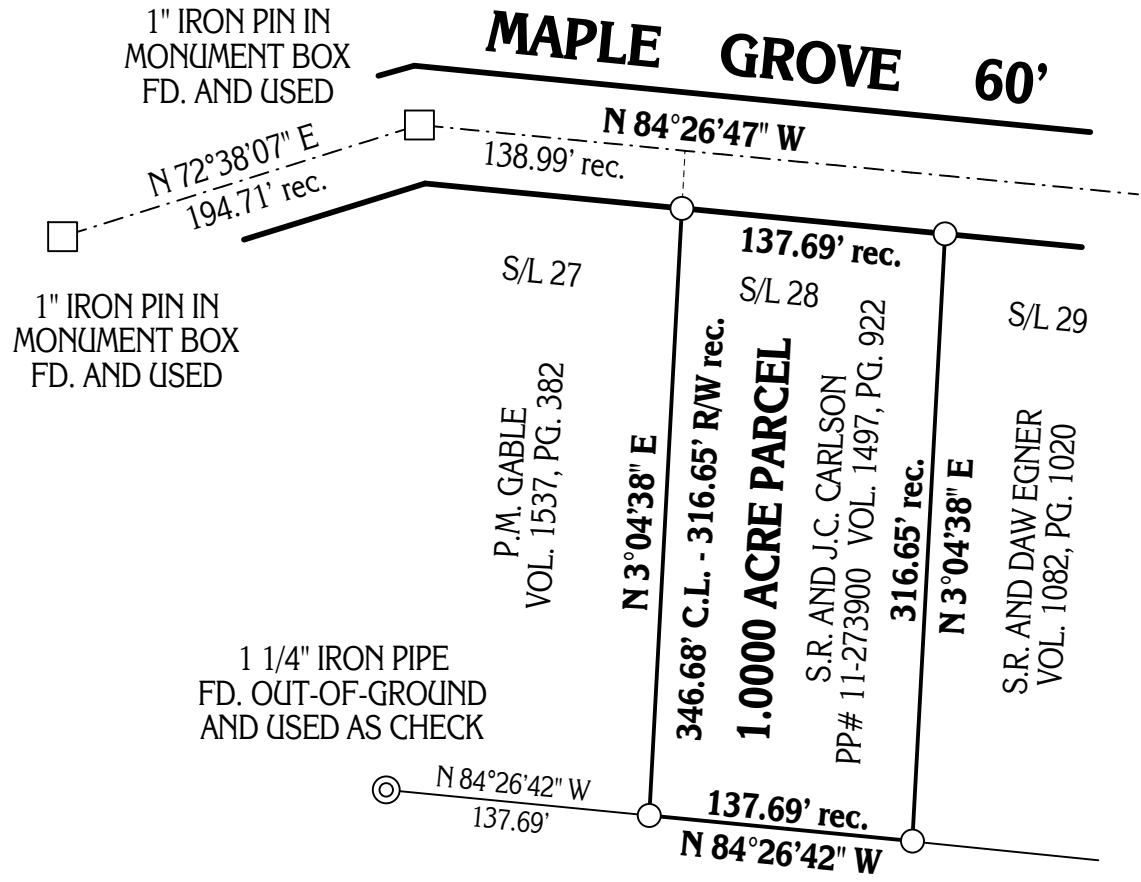 1" IRON PIN IN
MONUMENT BOX
FD. AND USED
MAPLE GROVE 60'
N 84°26'47" W
N 72°38'07" E
194.71' rec.
138.99' rec.
137.69' rec.
1" IRON PIN IN
MONUMENT BOX
FD. AND USED
S/L 27
S/L 28
S/L 29
P.M. GABLE
VOL. 1537, PG. 382
N 3°04'38" E
346.68' C.L. - 316.65' R/W rec.
1.0000 ACRE PARCEL
S.R. AND J.C. CARLSON
PP# 11-273900 VOL. 1497, PG. 922
316.65' rec.
N 3°04'38" E
S.R. AND DAW EGNER
VOL. 1082, PG. 1020
1 1/4" IRON PIPE
FD. OUT-OF-GROUND
AND USED AS CHECK
N 84°26'42" W
137.69'
137.69' rec.
N 84°26'42" W